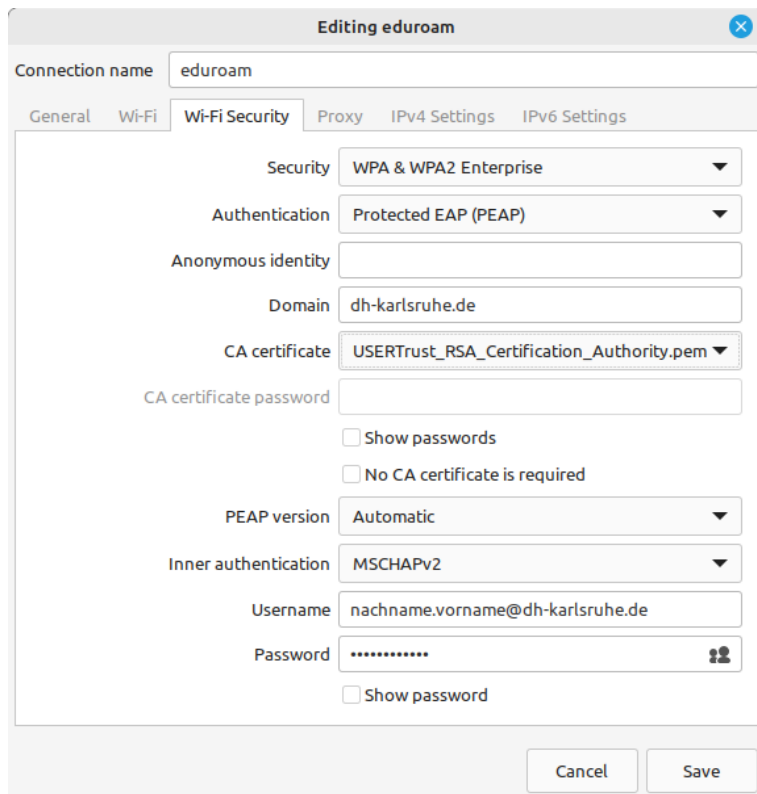 Editing eduroam
Connection name eduroam
General Wi-Fi Wi-Fi Security Proxy IPv4 Settings IPv6 Settings
Security WPA & WPA2 Enterprise
Authentication Protected EAP (PEAP)
Anonymous identity
Domain dh-karlsruhe.de
CA certificate USERTrust_RSA_Certification_Authority.pem
CA certificate password
Show passwords
No CA certificate is required
PEAP version Automatic
Inner authentication MSCHAPv2
Username nachname.vorname@dh-karlsruhe.de
Password ••••••••••••
Show password
Cancel Save